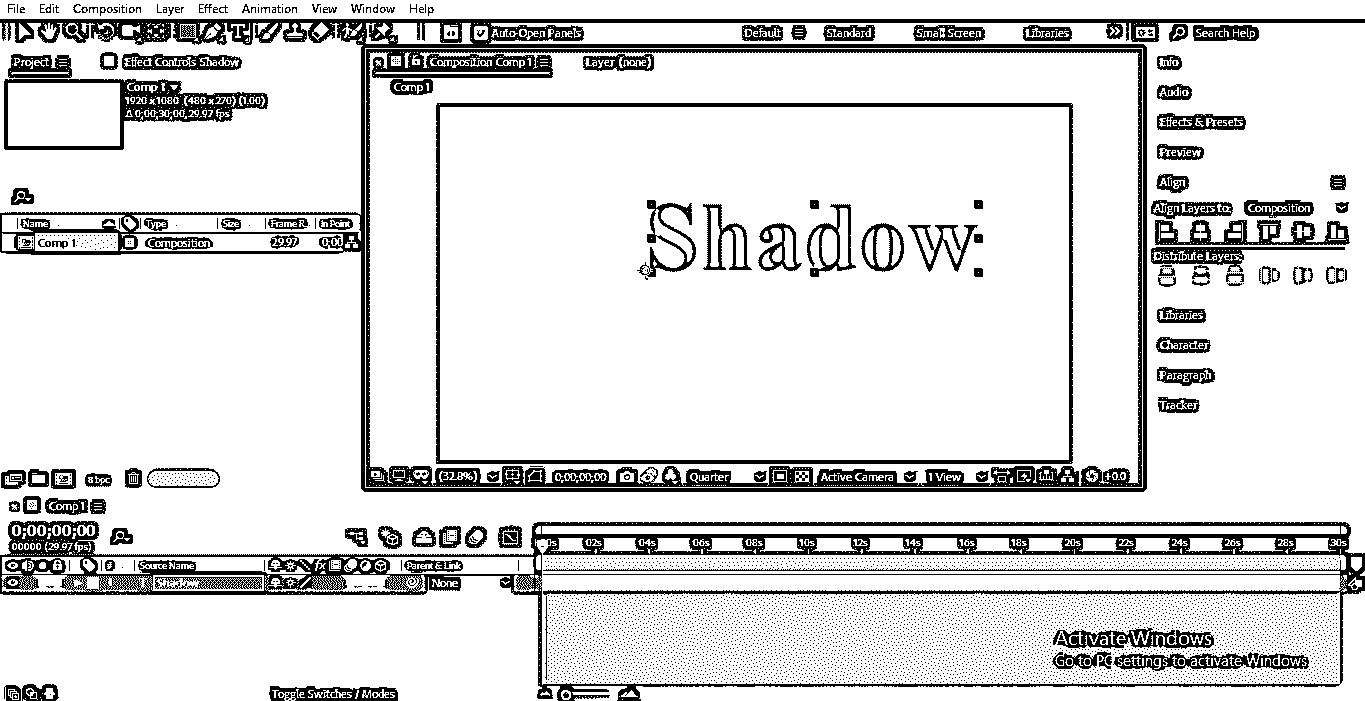 File Edit Composition Layer Effect Animation View Window Help
Auto-Open Panels Default Standard Small Screen Libraries Search Help
Project Effect Controls Shadow
Composition Comp 1 Layer (none)
Comp 1
Comp 1
1920 x 1080 (480 x 270) (1.00)
Δ 0;00;30;00, 29.97 fps
Shadow
Name Type Size Frame R. In Point
Comp 1 Composition 29.97 0;00
8 bpc
(32.8%) 0;00;00;00 Quarter Active Camera 1 View +0.0
Info
Audio
Effects & Presets
Preview
Align
Align Layers to: Composition
Distribute Layers:
Libraries
Character
Paragraph
Tracker
Comp 1
0;00;00;00
00000 (29.97 fps)
0s 02s 04s 06s 08s 10s 12s 14s 16s 18s 20s 22s 24s 26s 28s 30s
# Source Name fx Parent & Link
Shadow None
Activate Windows
Go to PC settings to activate Windows
Toggle Switches / Modes